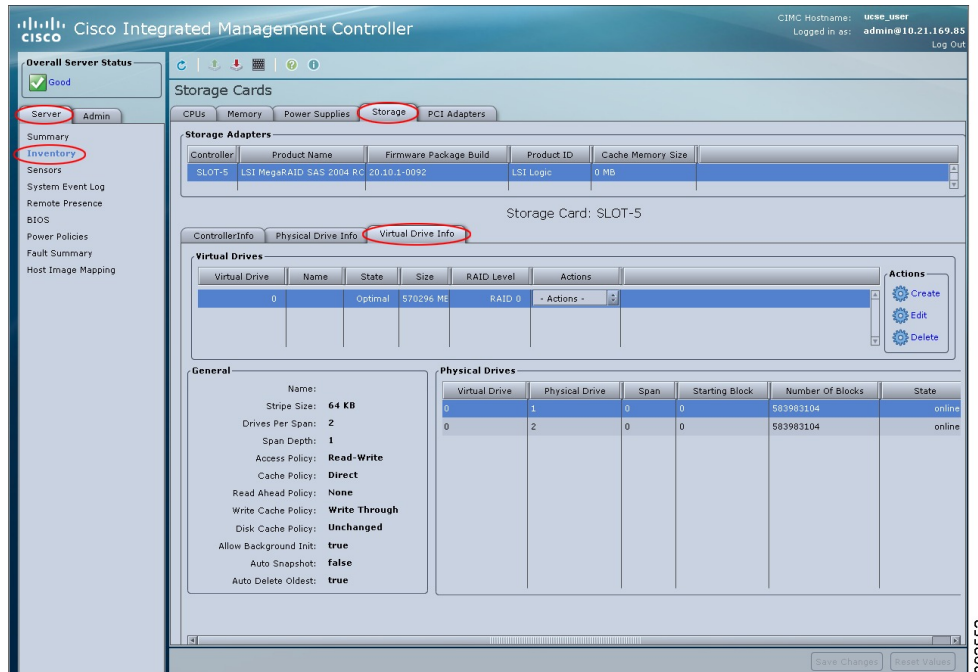 CISCO
Cisco Integrated Management Controller
CIMC Hostname: ucse_user
Logged in as: admin@10.21.169.85
Log Out
Overall Server Status
Good
Server Admin
Summary
Inventory
Sensors
System Event Log
Remote Presence
BIOS
Power Policies
Fault Summary
Host Image Mapping
Storage Cards
CPUs Memory Power Supplies Storage PCI Adapters
Storage Adapters
Controller Product Name Firmware Package Build Product ID Cache Memory Size
SLOT-5 LSI MegaRAID SAS 2004 RC 20.10.1-0092 LSI Logic 0 MB
Storage Card: SLOT-5
ControllerInfo Physical Drive Info Virtual Drive Info
Virtual Drives
Virtual Drive Name State Size RAID Level Actions
0 Optimal 570296 ME RAID 0 - Actions -
Actions
Create
Edit
Delete
General
Name:
Stripe Size: 64 KB
Drives Per Span: 2
Span Depth: 1
Access Policy: Read-Write
Cache Policy: Direct
Read Ahead Policy: None
Write Cache Policy: Write Through
Disk Cache Policy: Unchanged
Allow Background Init: true
Auto Snapshot: false
Auto Delete Oldest: true
Physical Drives
Virtual Drive Physical Drive Span Starting Block Number Of Blocks State
0 1 0 0 583983104 online
0 2 0 0 583983104 online
Save Changes Reset Values